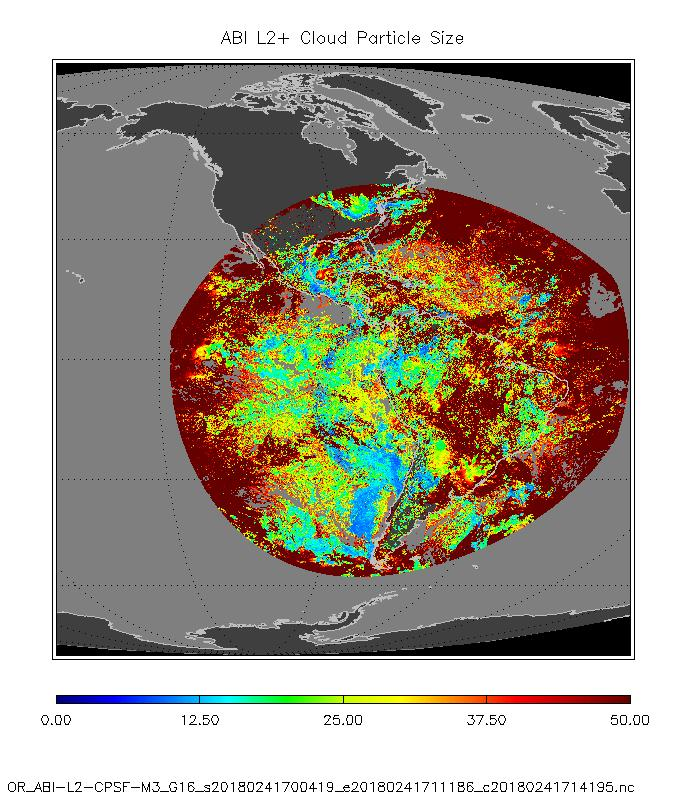 ABI L2+ Cloud Particle Size
0.00 12.50 25.00 37.50 50.00
OR_ABI-L2-CPSF-M3_G16_s20180241700419_e20180241711186_c20180241714195.nc